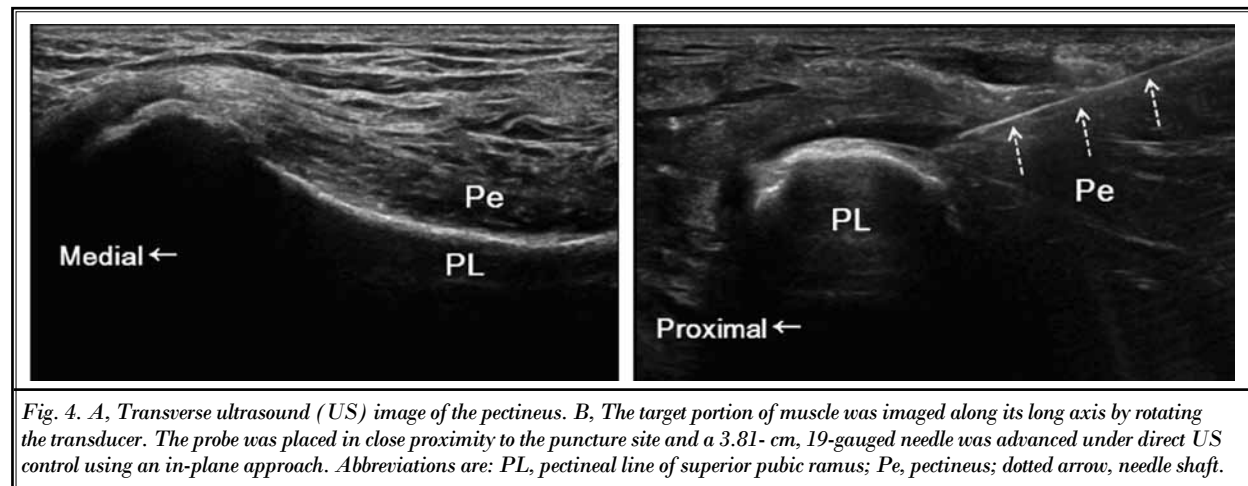 Pe
PL
Medial ←
Pe
PL
Proximal ←
Fig. 4. A, Transverse ultrasound (US) image of the pectineus. B, The target portion of muscle was imaged along its long axis by rotating
the transducer. The probe was placed in close proximity to the puncture site and a 3.81- cm, 19-gauged needle was advanced under direct US
control using an in-plane approach. Abbreviations are: PL, pectineal line of superior pubic ramus; Pe, pectineus; dotted arrow, needle shaft.